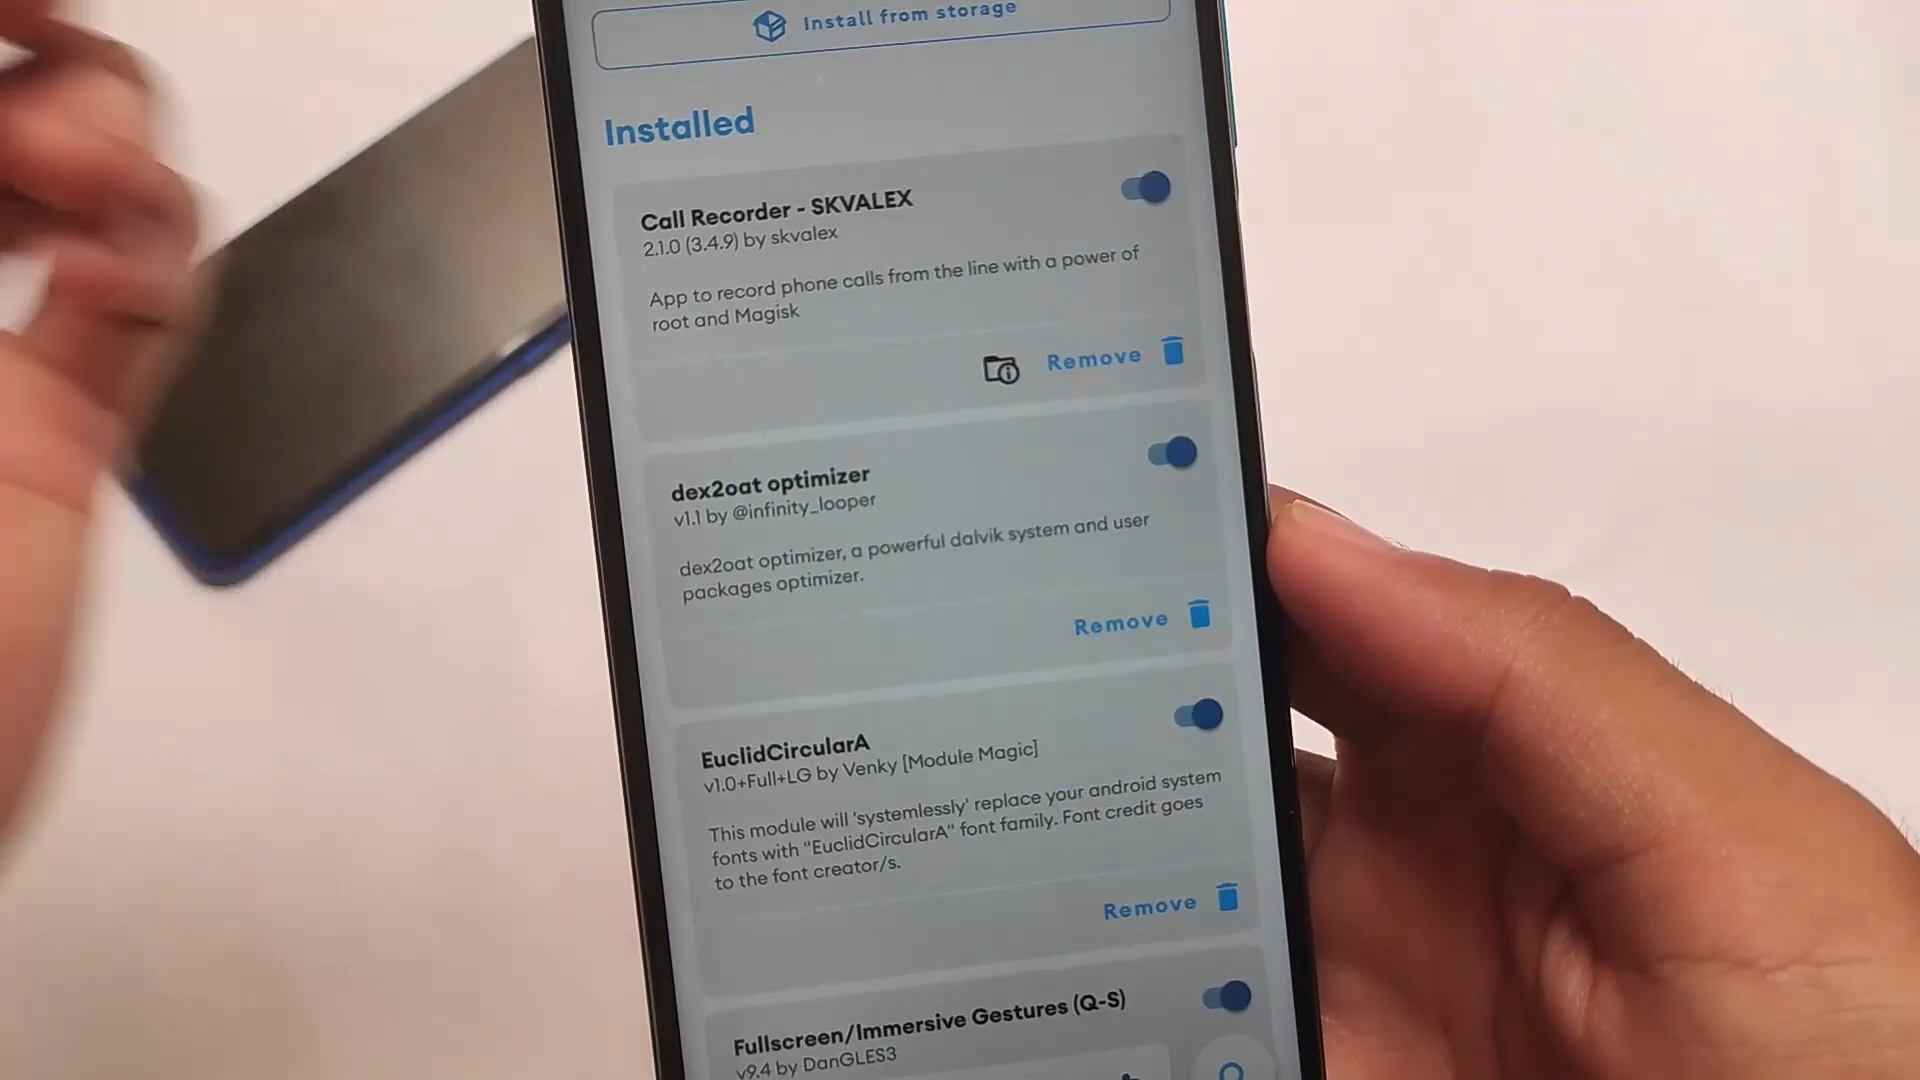 Install from storage
Installed
Call Recorder - SKVALEX
2.1.0 (3.4.9) by skvalex
App to record phone calls from the line with a power of
root and Magisk
Remove
dex2oat optimizer
v1.1 by @infinity_looper
dex2oat optimizer, a powerful dalvik system and user
packages optimizer.
Remove
EuclidCircularA
v1.0+Full+LG by Venky [Module Magic]
This module will 'systemlessly' replace your android system
fonts with "EuclidCircularA" font family. Font credit goes
to the font creator/s.
Remove
Fullscreen/Immersive Gestures (Q-S)
v9.4 by DanGLES3